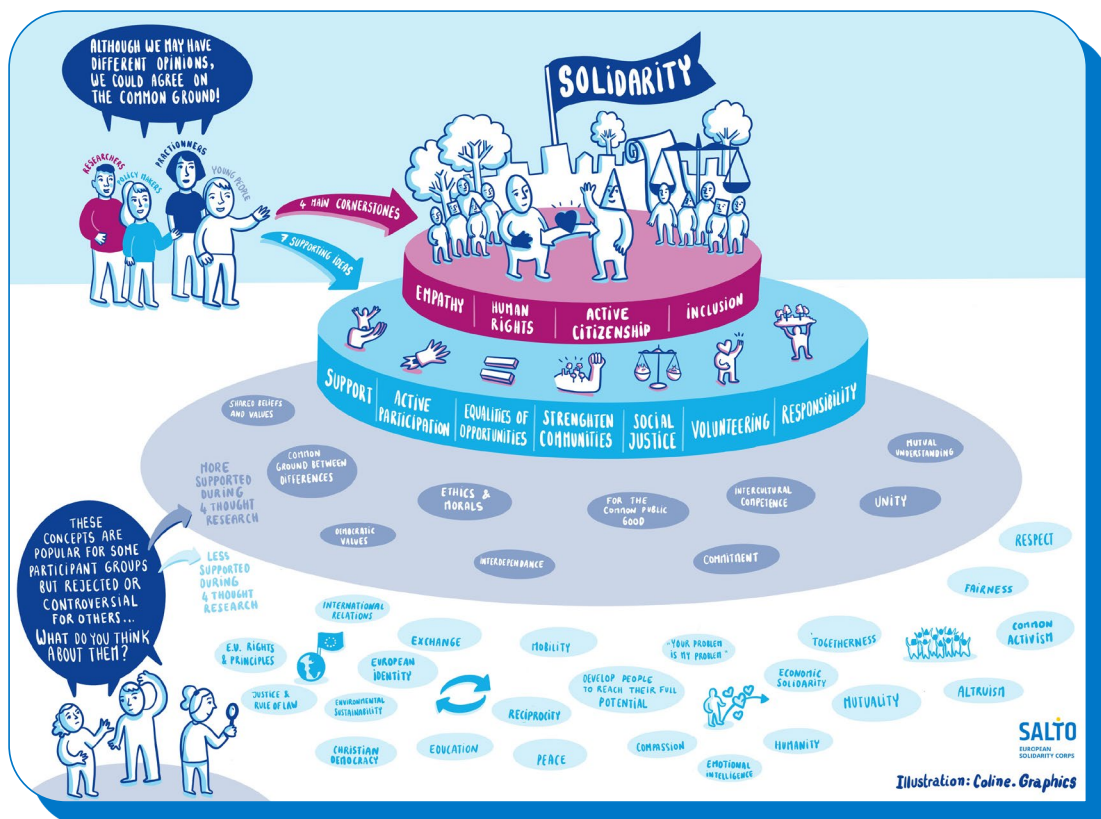 ALTHOUGH WE MAY HAVE
DIFFERENT OPINIONS,
WE COULD AGREE ON
THE COMMON GROUND!
RESEARCHERS
POLICY MAKERS
PRACTIONNERS
YOUNG PEOPLE
4 MAIN CORNERSTONES
7 SUPPORTING IDEAS
SOLIDARITY
EMPATHY
HUMAN
RIGHTS
ACTIVE
CITIZENSHIP
INCLUSION
SUPPORT
ACTIVE
PARTICIPATION
EQUALITIES OF
OPPORTUNITIES
STRENGHTEN
COMMUNITIES
SOCIAL
JUSTICE
VOLUNTEERING
RESPONSIBILITY
SHARED BELIEFS
AND VALUES
COMMON
GROUND BETWEEN
DIFFERENCES
MORE
SUPPORTED
DURING
4 THOUGHT
RESEARCH
ETHICS &
MORALS
DEMOCRATIC
VALUES
INTERDEPENDANCE
FOR THE
COMMON PUBLIC
GOOD
INTERCULTURAL
COMPETENCE
COMMITMENT
UNITY
MUTUAL
UNDERSTANDING
THESE
CONCEPTS ARE
POPULAR FOR SOME
PARTICIPANT GROUPS
BUT REJECTED OR
CONTROVERSIAL
FOR OTHERS...
WHAT DO YOU THINK
ABOUT THEM?
LESS
SUPPORTED
DURING
4 THOUGHT
RESEARCH
INTERNATIONAL
RELATIONS
E.U. RIGHTS
& PRINCIPLES
EXCHANGE
EUROPEAN
IDENTITY
JUSTICE &
RULE OF LAW
ENVIRONMENTAL
SUSTAINABILITY
CHRISTIAN
DEMOCRACY
EDUCATION
MOBILITY
RECIPROCITY
PEACE
DEVELOP PEOPLE
TO REACH THEIR FULL
POTENTIAL
"YOUR PROBLEM
IS MY PROBLEM"
COMPASSION
EMOTIONAL
INTELLIGENCE
ECONOMIC
SOLIDARITY
HUMANITY
TOGETHERNESS
MUTUALITY
RESPECT
FAIRNESS
COMMON
ACTIVISM
ALTRUISM
SALTO
EUROPEAN
SOLIDARITY CORPS
Illustration: Coline.Graphics